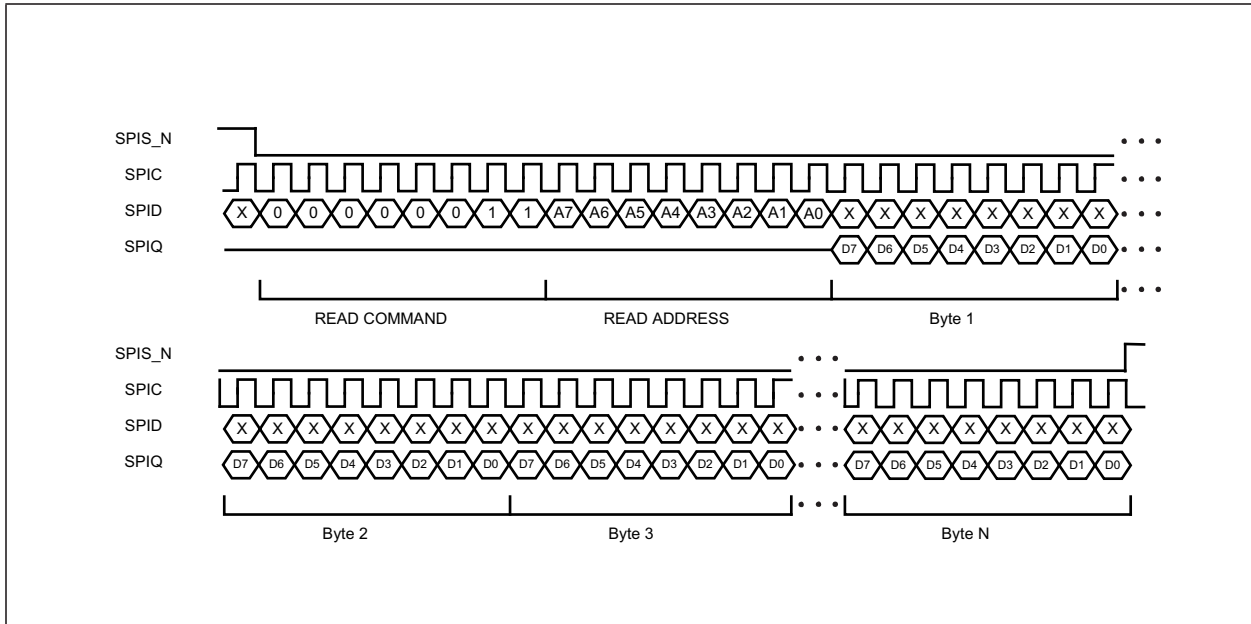 SPIS_N
SPIC
SPID X 0 0 0 0 0 0 1 1 A7 A6 A5 A4 A3 A2 A1 A0 X X X X X X X X
SPIQ D7 D6 D5 D4 D3 D2 D1 D0
READ COMMAND READ ADDRESS Byte 1
SPIS_N
SPIC
SPID X X X X X X X X X X X X X X X X X X X X X X X X
SPIQ D7 D6 D5 D4 D3 D2 D1 D0 D7 D6 D5 D4 D3 D2 D1 D0 D7 D6 D5 D4 D3 D2 D1 D0
Byte 2 Byte 3 Byte N